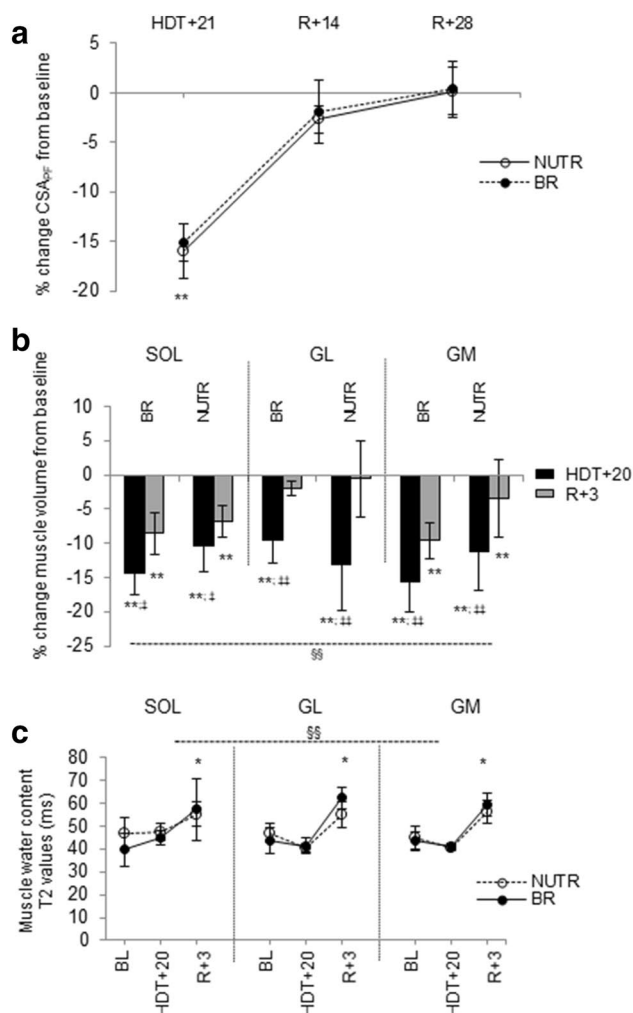 a
HDT+21 R+14 R+28
% change CSAPF from baseline
5
0
-5
-10
-15
-20
**
NUTR
BR
b
SOL GL GM
BR NUTR BR NUTR BR NUTR
% change muscle volume from baseline
10
5
0
-5
-10
-15
-20
-25
HDT+20
R+3
** ** **
**
**;‡ **;‡ **;‡‡ **;‡‡ **;‡‡ **;‡‡
§§
SOL GL GM
c
§§
* * *
Muscle water content
T2 values (ms)
80
70
60
50
40
30
20
10
0
NUTR
BR
BL HDT+20 R+3 BL HDT+20 R+3 BL HDT+20 R+3